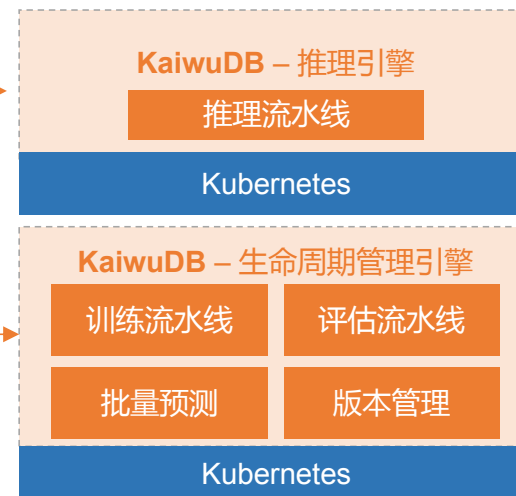 KaiwuDB – 推理引擎
推理流水线
Kubernetes
KaiwuDB – 生命周期管理引擎
训练流水线 评估流水线
批量预测 版本管理
Kubernetes